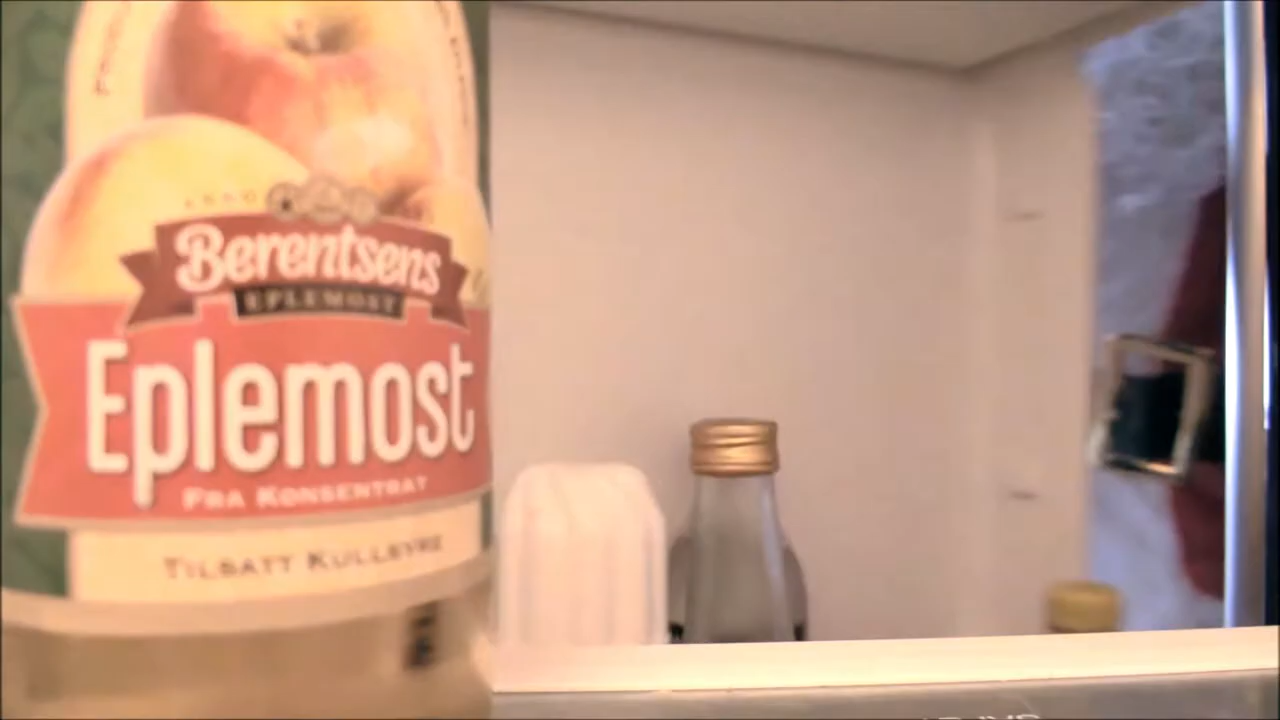 Berentsens
EPLEMOST
Eplemost
FRA KONSENTRAT
TILSATT KULLSYRE